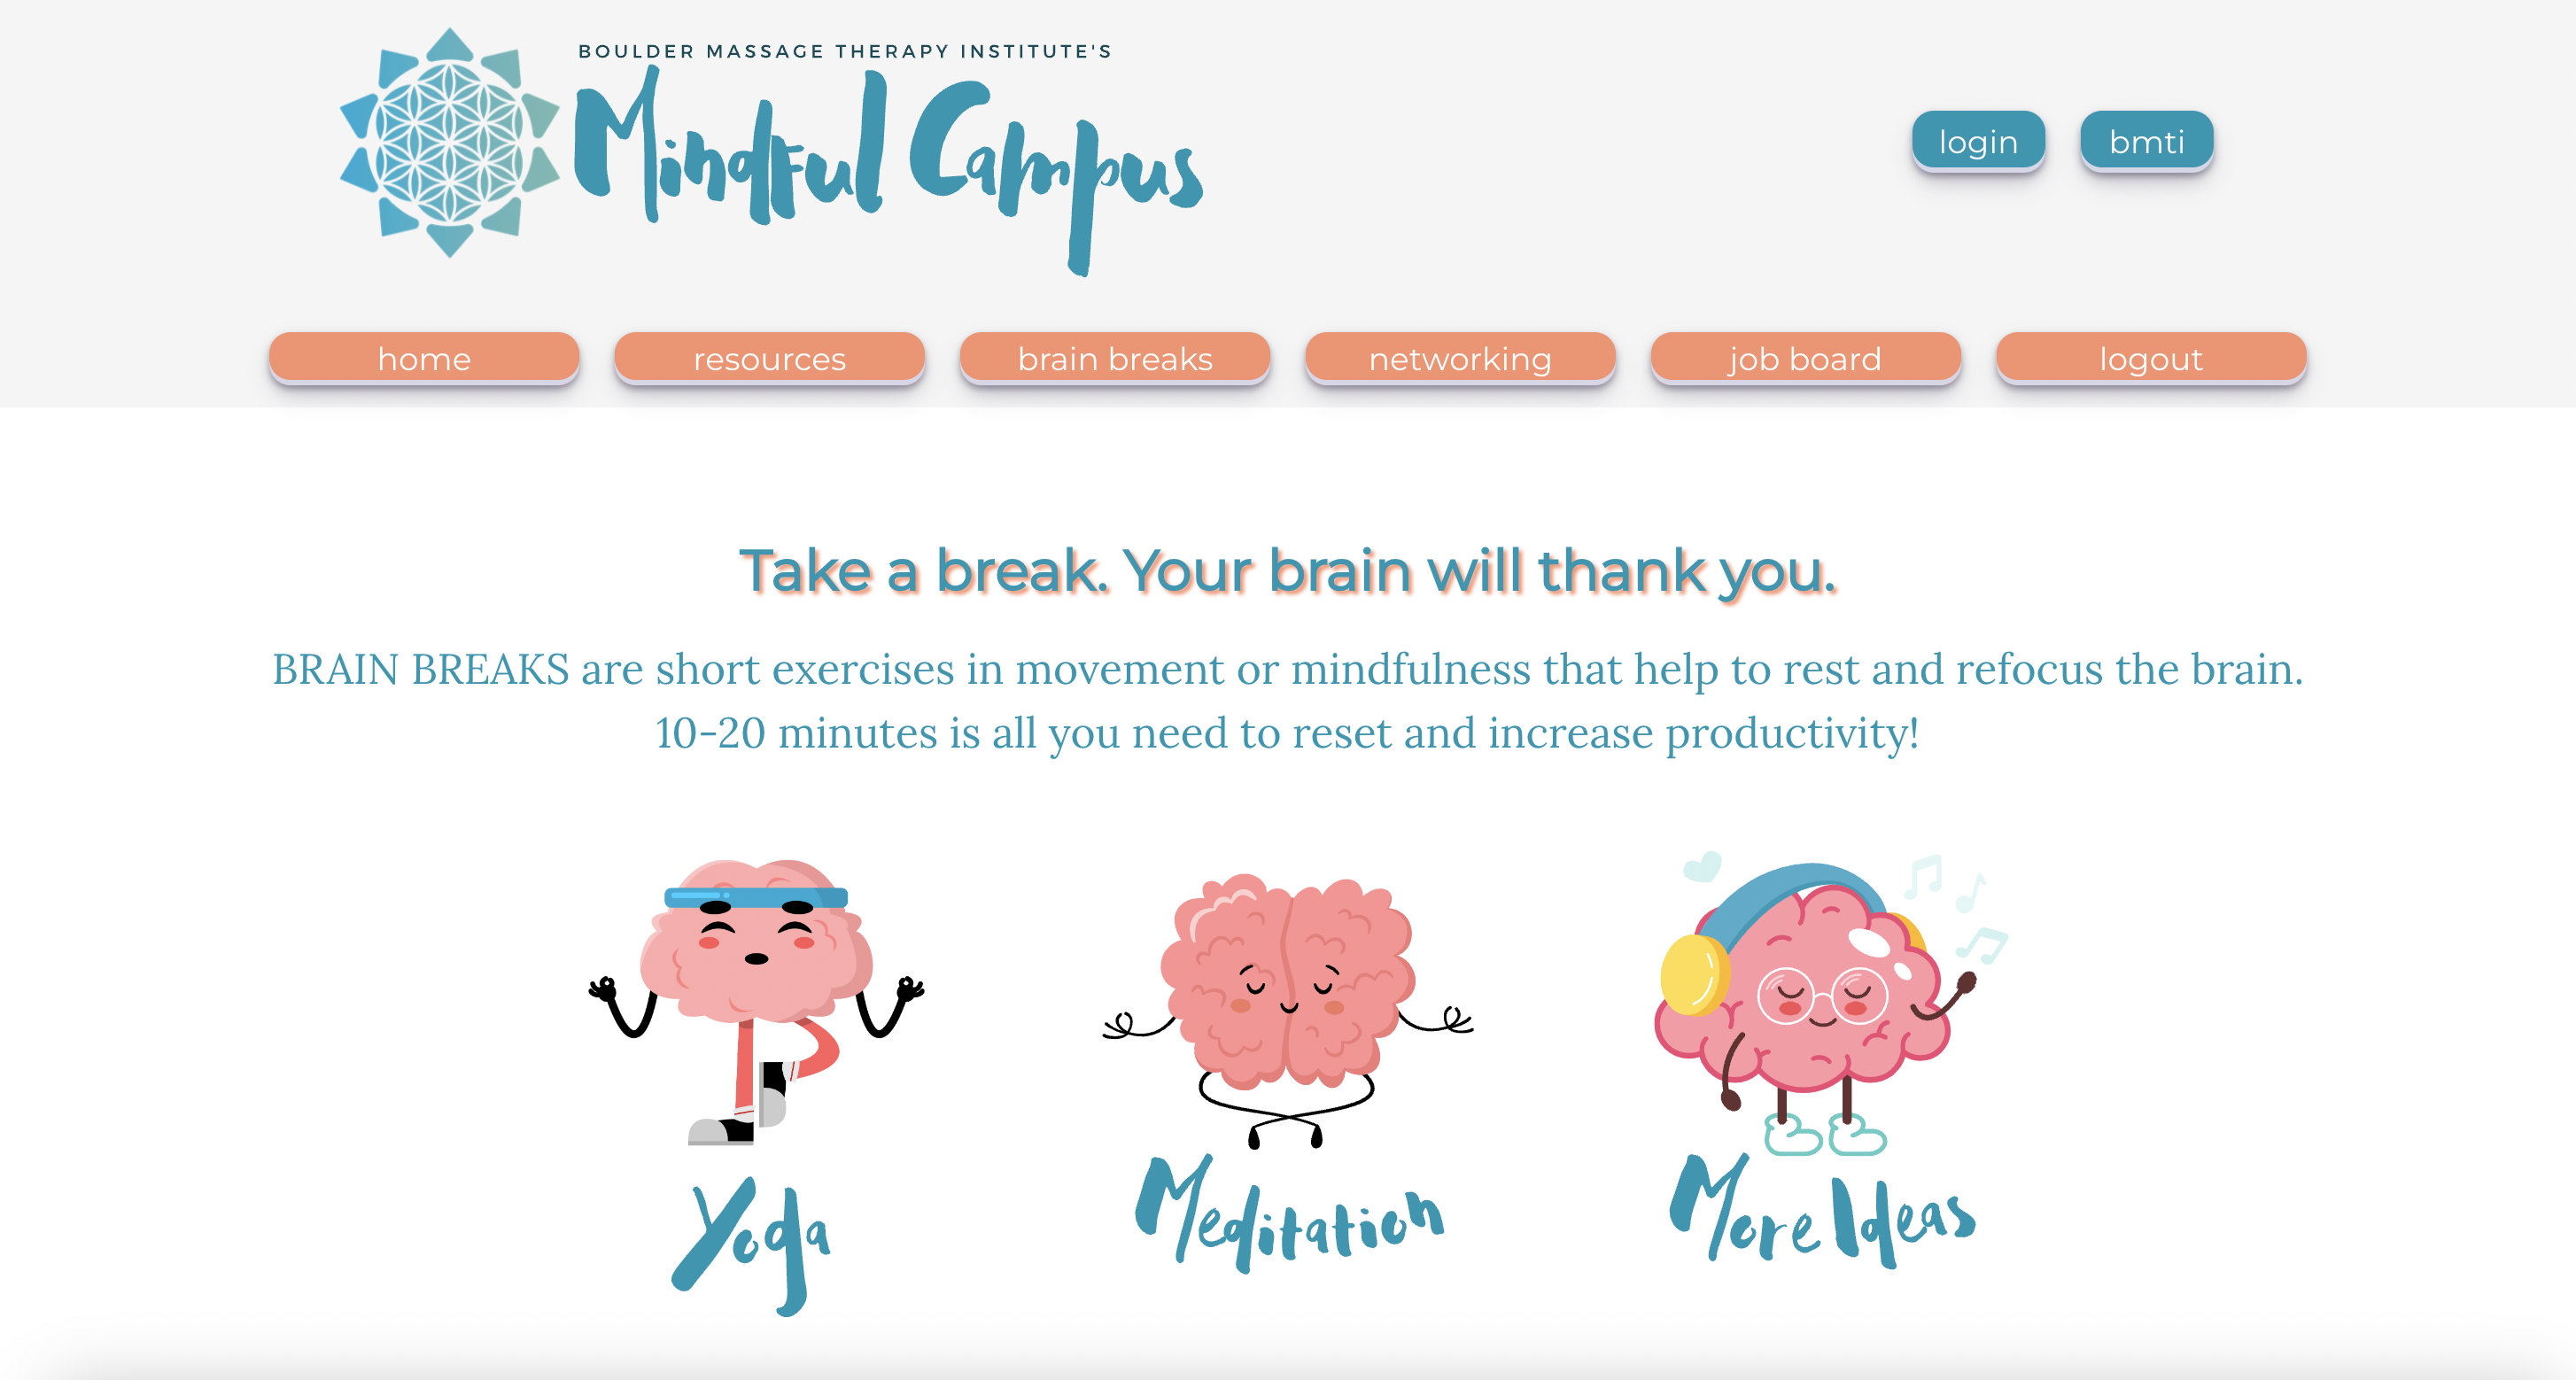 BOULDER MASSAGE THERAPY INSTITUTE'S
Mindful Campus
login bmti
home resources brain breaks networking job board logout
Take a break. Your brain will thank you.
BRAIN BREAKS are short exercises in movement or mindfulness that help to rest and refocus the brain.
10-20 minutes is all you need to reset and increase productivity!
Yoga Meditation More Ideas